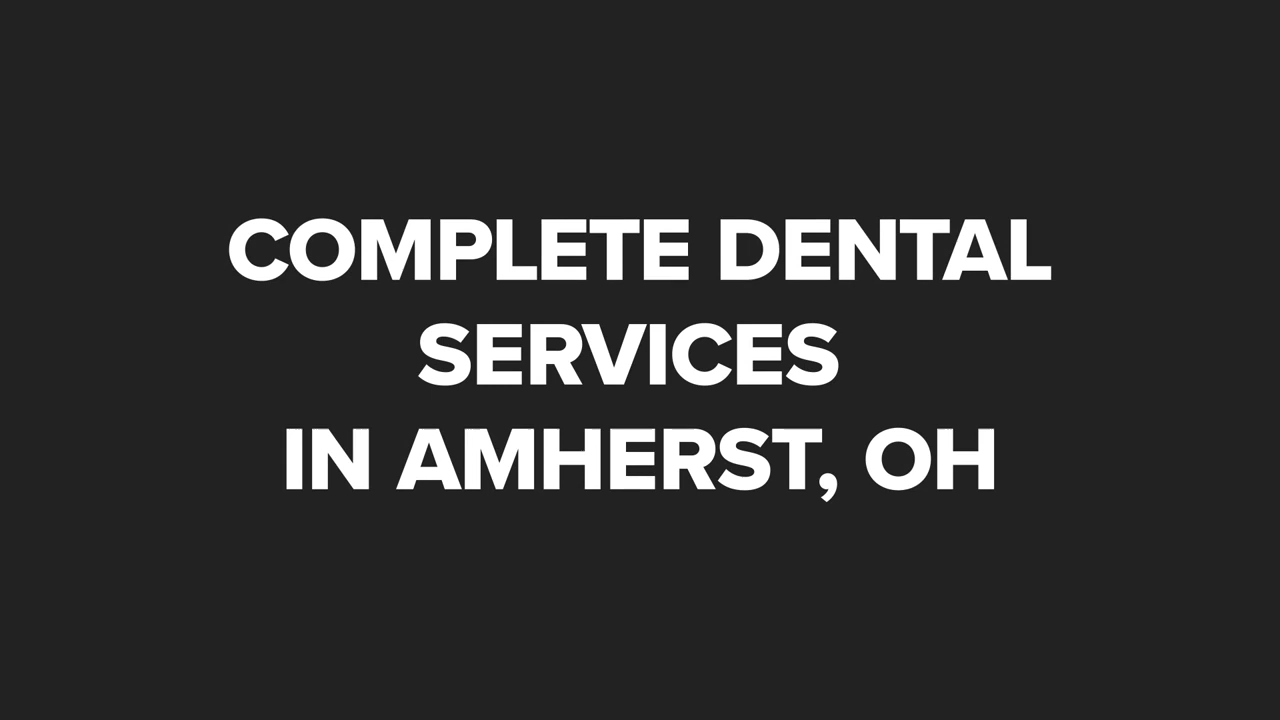 COMPLETE DENTAL
SERVICES
IN AMHERST, OH